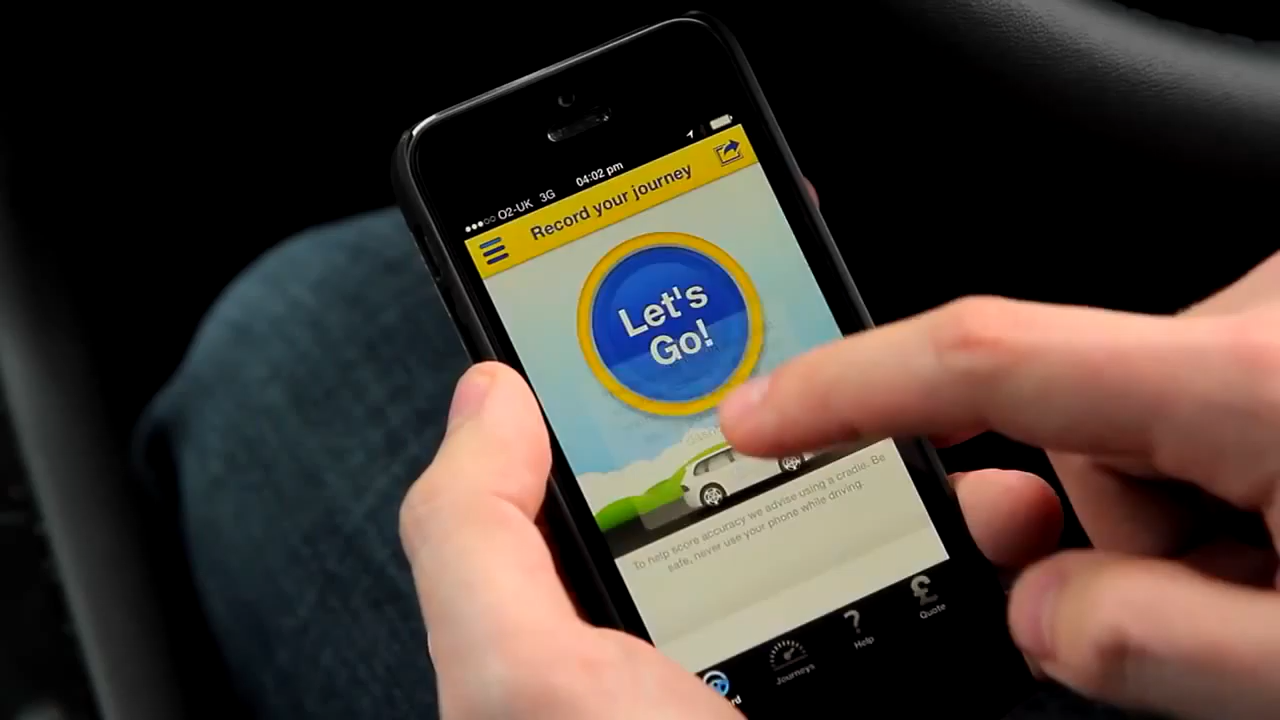 O2-UK 3G 04:02 pm
Record your journey
Let's
Go!
To help score accuracy we advise using a cradle. Be
safe, never use your phone while driving.
Journeys
Help
£
Quote